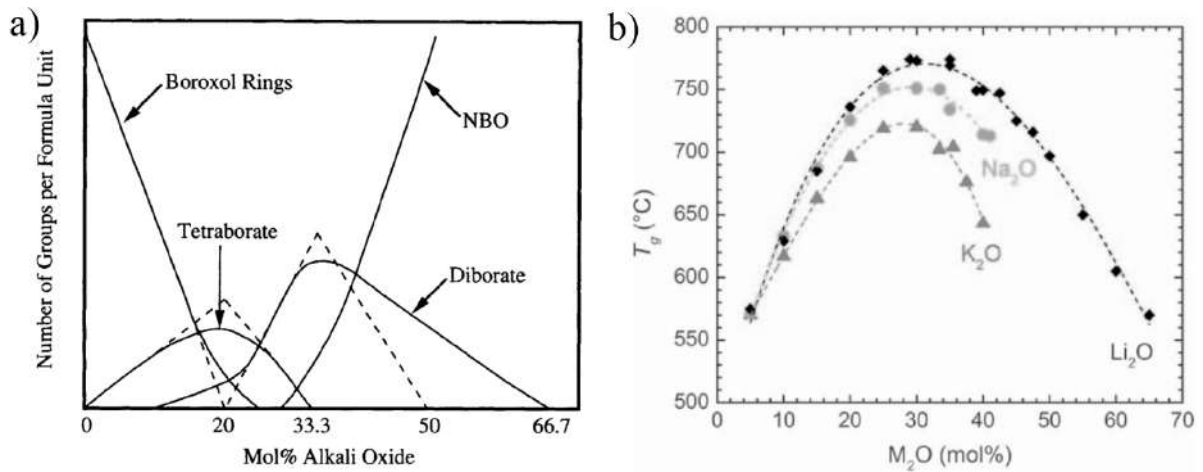 a)
Number of Groups per Formula Unit
Boroxol Rings
NBO
Tetraborate
Diborate
0
20
33.3
50
66.7
Mol% Alkali Oxide
b)
800
750
700
650
600
550
500
T_g (°C)
Na₂O
K₂O
Li₂O
0
10
20
30
40
50
60
70
M₂O (mol%)